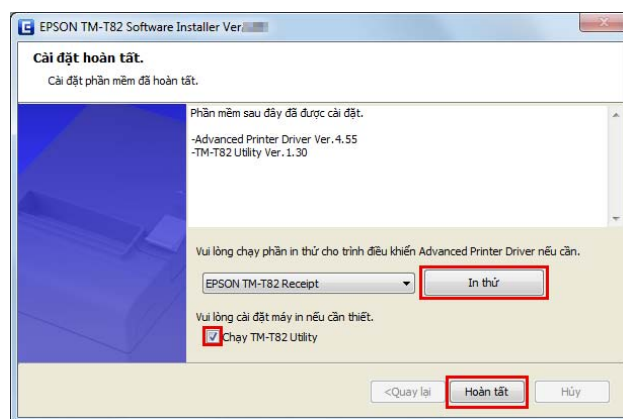 EPSON TM-T82 Software Installer Ver.
Cài đặt hoàn tất.
Cài đặt phần mềm đã hoàn tất.
Phần mềm sau đây đã được cài đặt.
-Advanced Printer Driver Ver.4.55
-TM-T82 Utility Ver.1.30
Vui lòng chạy phần in thử cho trình điều khiển Advanced Printer Driver nếu cần.
EPSON TM-T82 Receipt
In thử
Vui lòng cài đặt máy in nếu cần thiết.
Chạy TM-T82 Utility
<Quay lại
Hoàn tất
Hủy